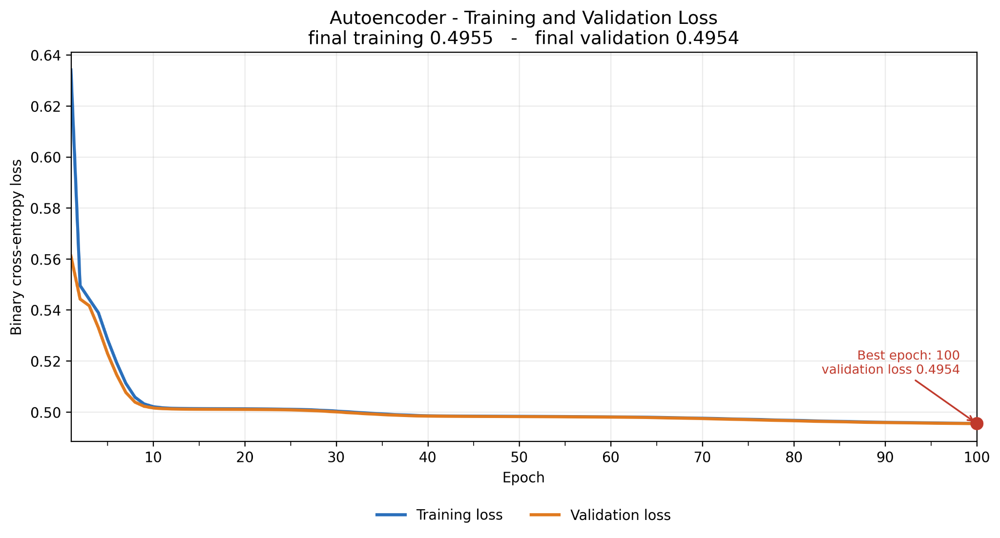 Autoencoder - Training and Validation Loss
final training 0.4955 - final validation 0.4954
Binary cross-entropy loss
0.64
0.62
0.60
0.58
0.56
0.54
0.52
0.50
Best epoch: 100
validation loss 0.4954
10 20 30 40 50 60 70 80 90 100
Epoch
Training loss Validation loss